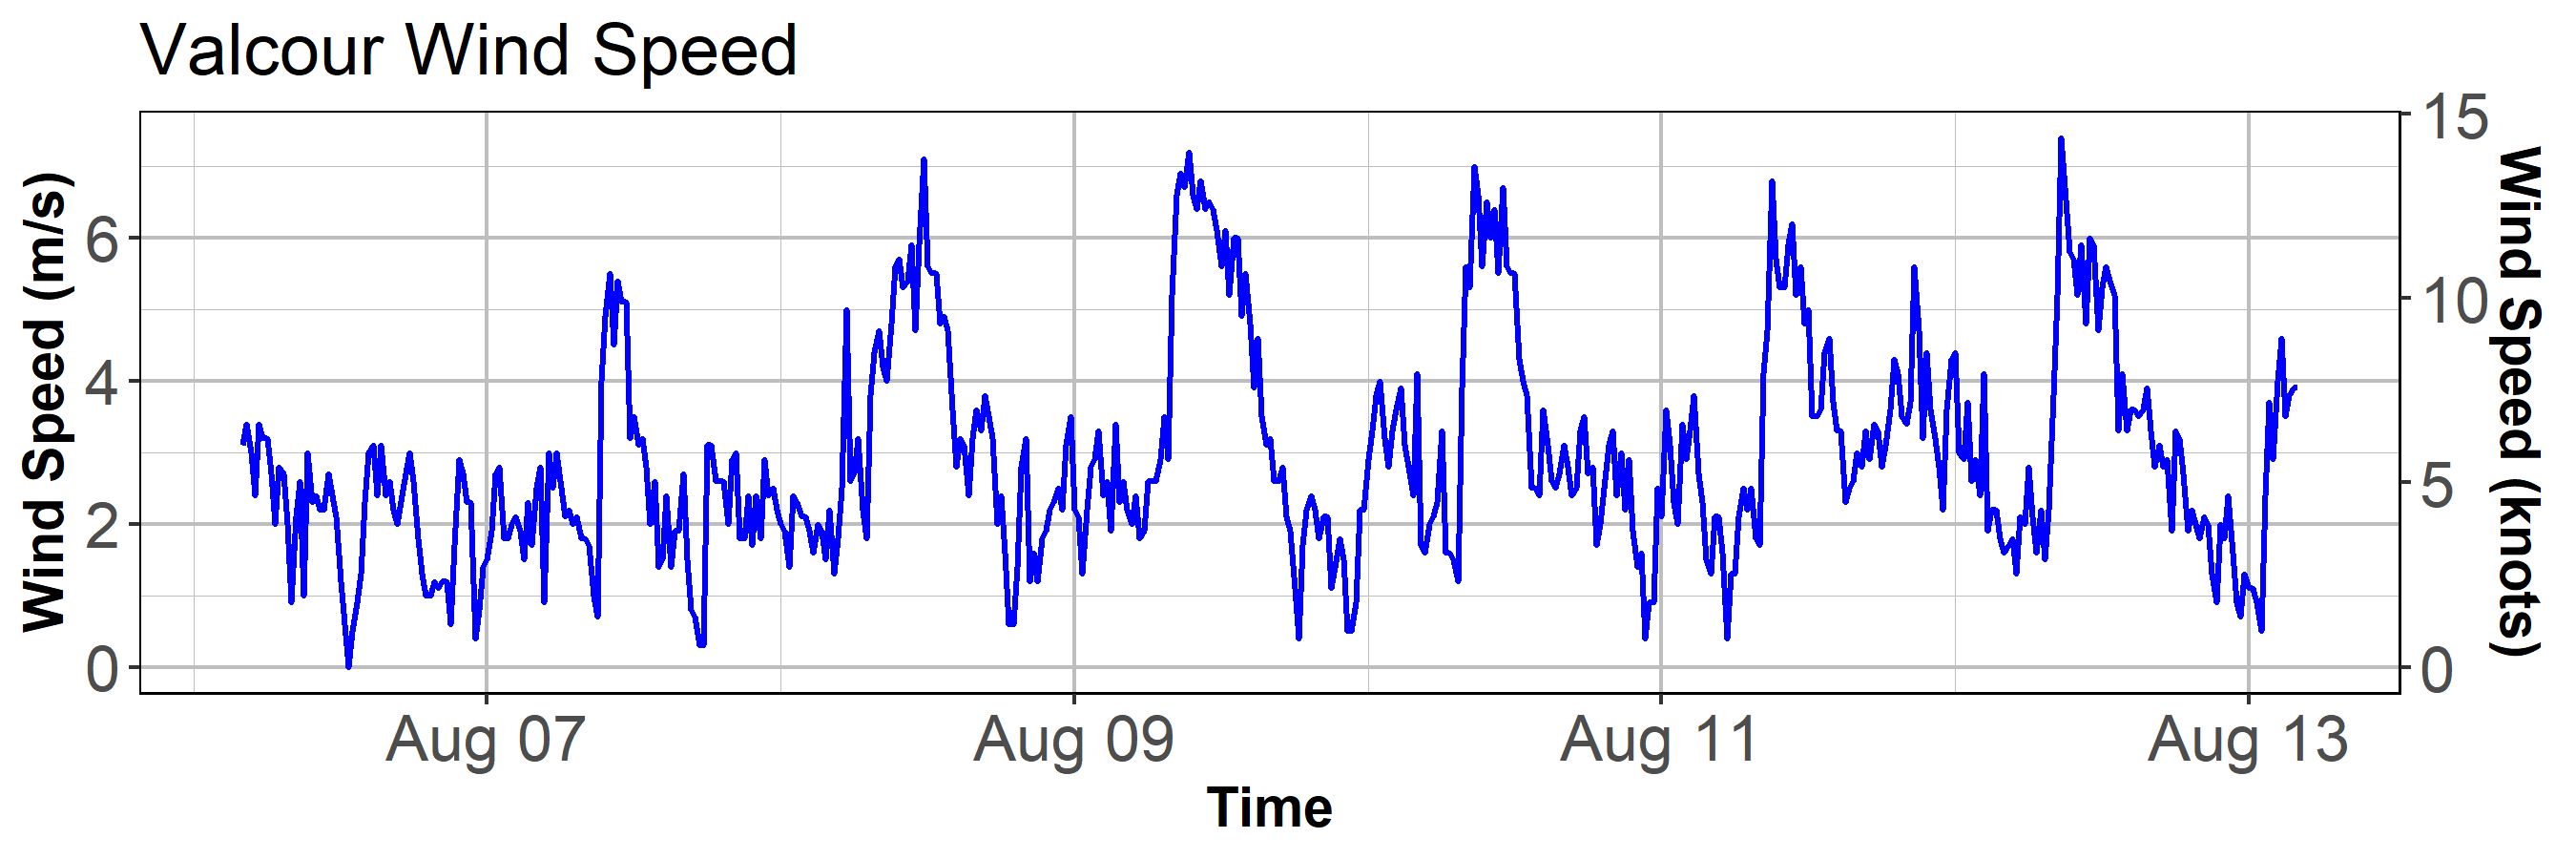 Valcour Wind Speed
Wind Speed (m/s)
6
4
2
0
15
10
5
0
Wind Speed (knots)
Aug 07 Aug 09 Aug 11 Aug 13
Time